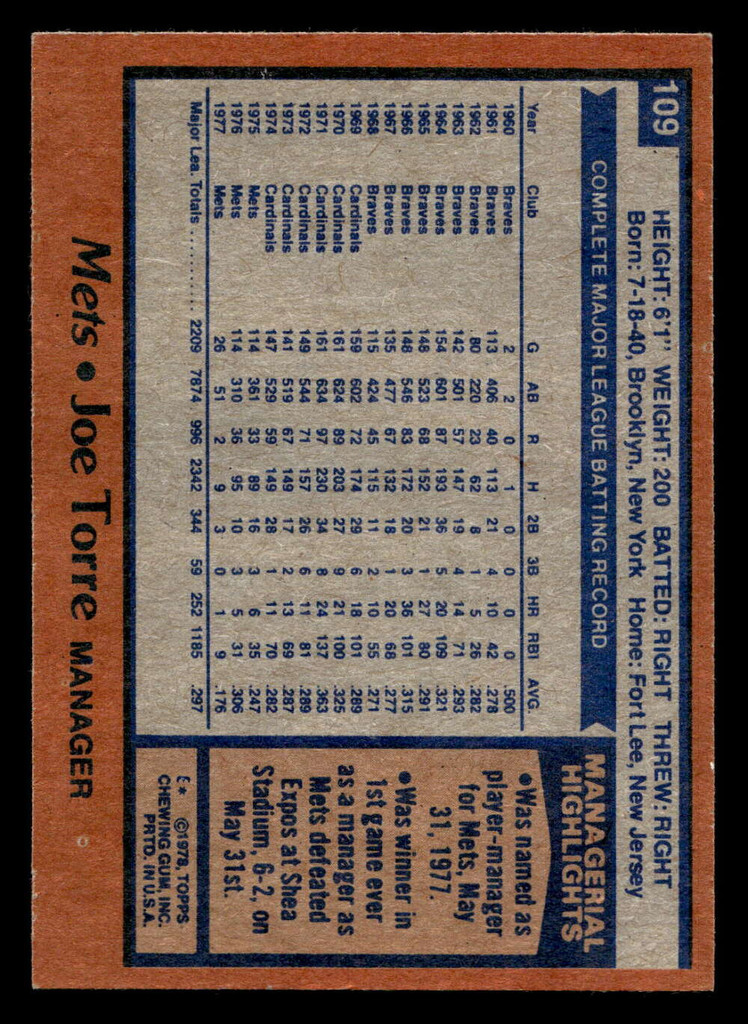 109
HEIGHT: 6'1" WEIGHT: 200 BATTED: RIGHT THREW: RIGHT
Born: 7-18-40, Brooklyn, New York Home: Fort Lee, New Jersey
COMPLETE MAJOR LEAGUE BATTING RECORD
Year Club G AB R H 2B 3B HR RBI AVG.
1960 Braves 2 2 0 1 0 0 0 0 .500
1961 Braves 113 406 40 113 21 4 10 42 .278
1962 Braves 80 220 23 62 8 1 5 26 .282
1963 Braves 142 501 57 147 19 4 14 71 .293
1964 Braves 154 601 87 193 36 5 20 109 .321
1965 Braves 148 523 68 152 21 1 27 80 .291
1966 Braves 148 546 83 172 20 3 36 101 .315
1967 Braves 135 477 67 132 18 1 20 68 .277
1968 Braves 115 424 45 115 11 2 10 55 .271
1969 Cardinals 159 602 72 174 29 6 18 101 .289
1970 Cardinals 161 624 89 203 27 9 21 100 .325
1971 Cardinals 161 634 97 230 34 8 24 137 .363
1972 Cardinals 149 544 71 157 26 6 11 81 .289
1973 Cardinals 141 519 67 149 17 2 13 69 .287
1974 Cardinals 147 529 59 149 28 1 11 70 .282
1975 Mets 114 361 33 89 16 3 6 35 .247
1976 Mets 114 310 36 95 10 3 5 31 .306
1977 Mets 26 51 2 9 3 0 1 9 .176
Major Lea. Totals .......... 2209 7874 996 2342 344 59 252 1185 .297
MANAGERIAL
HIGHLIGHTS
•Was named as
player-manager
for Mets, May
31, 1977.
•Was winner in
1st game ever
as a manager as
Mets defeated
Expos at Shea
Stadium, 6-2, on
May 31st.
©1978, TOPPS
CHEWING GUM, INC.
PRTD. IN U.S.A.
Mets • Joe Torre MANAGER